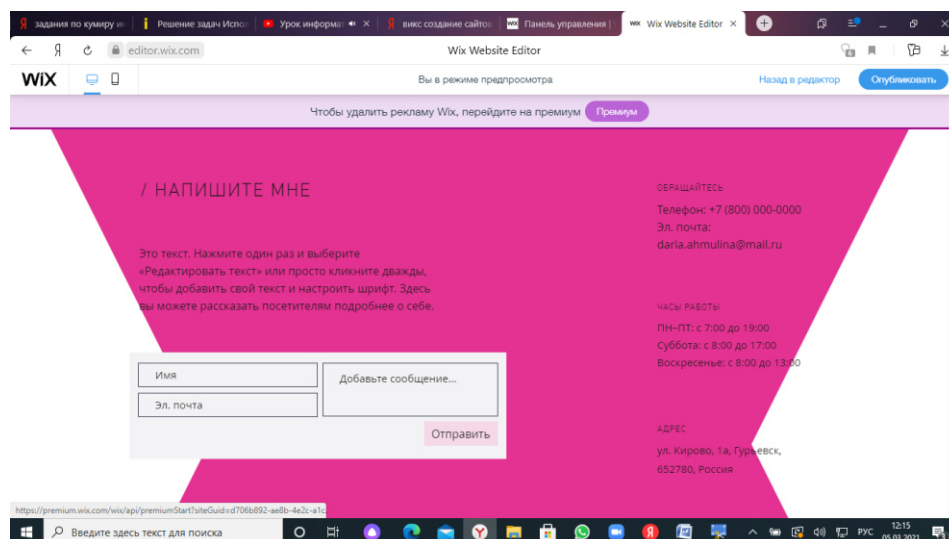 задания по кумиру ин
Решение задач Испол
Урок информат
викс создание сайтов
Панель управления |
Wix Website Editor
editor.wix.com
Wix Website Editor
WiX
Вы в режиме предпросмотра
Назад в редактор
Опубликовать
Чтобы удалить рекламу Wix, перейдите на премиум
Премиум
/ НАПИШИТЕ МНЕ
Это текст. Нажмите один раз и выберите
«Редактировать текст» или просто кликните дважды,
чтобы добавить свой текст и настроить шрифт. Здесь
вы можете рассказать посетителям подробнее о себе.
Имя
Эл. почта
Добавьте сообщение...
Отправить
ОБРАЩАЙТЕСЬ
Телефон: +7 (800) 000-0000
Эл. почта:
daria.ahmulina@mail.ru
ЧАСЫ РАБОТЫ
ПН–ПТ: с 7:00 до 19:00
Суббота: с 8:00 до 17:00
Воскресенье: с 8:00 до 13:00
АДРЕС
ул. Кирово, 1а, Гурьевск,
652780, Россия
https://premium.wix.com/wix/api/premiumStart?siteGuid=d706b892-ae8b-4e2c-a1c
Введите здесь текст для поиска
РУС
12:15
05.03.2021